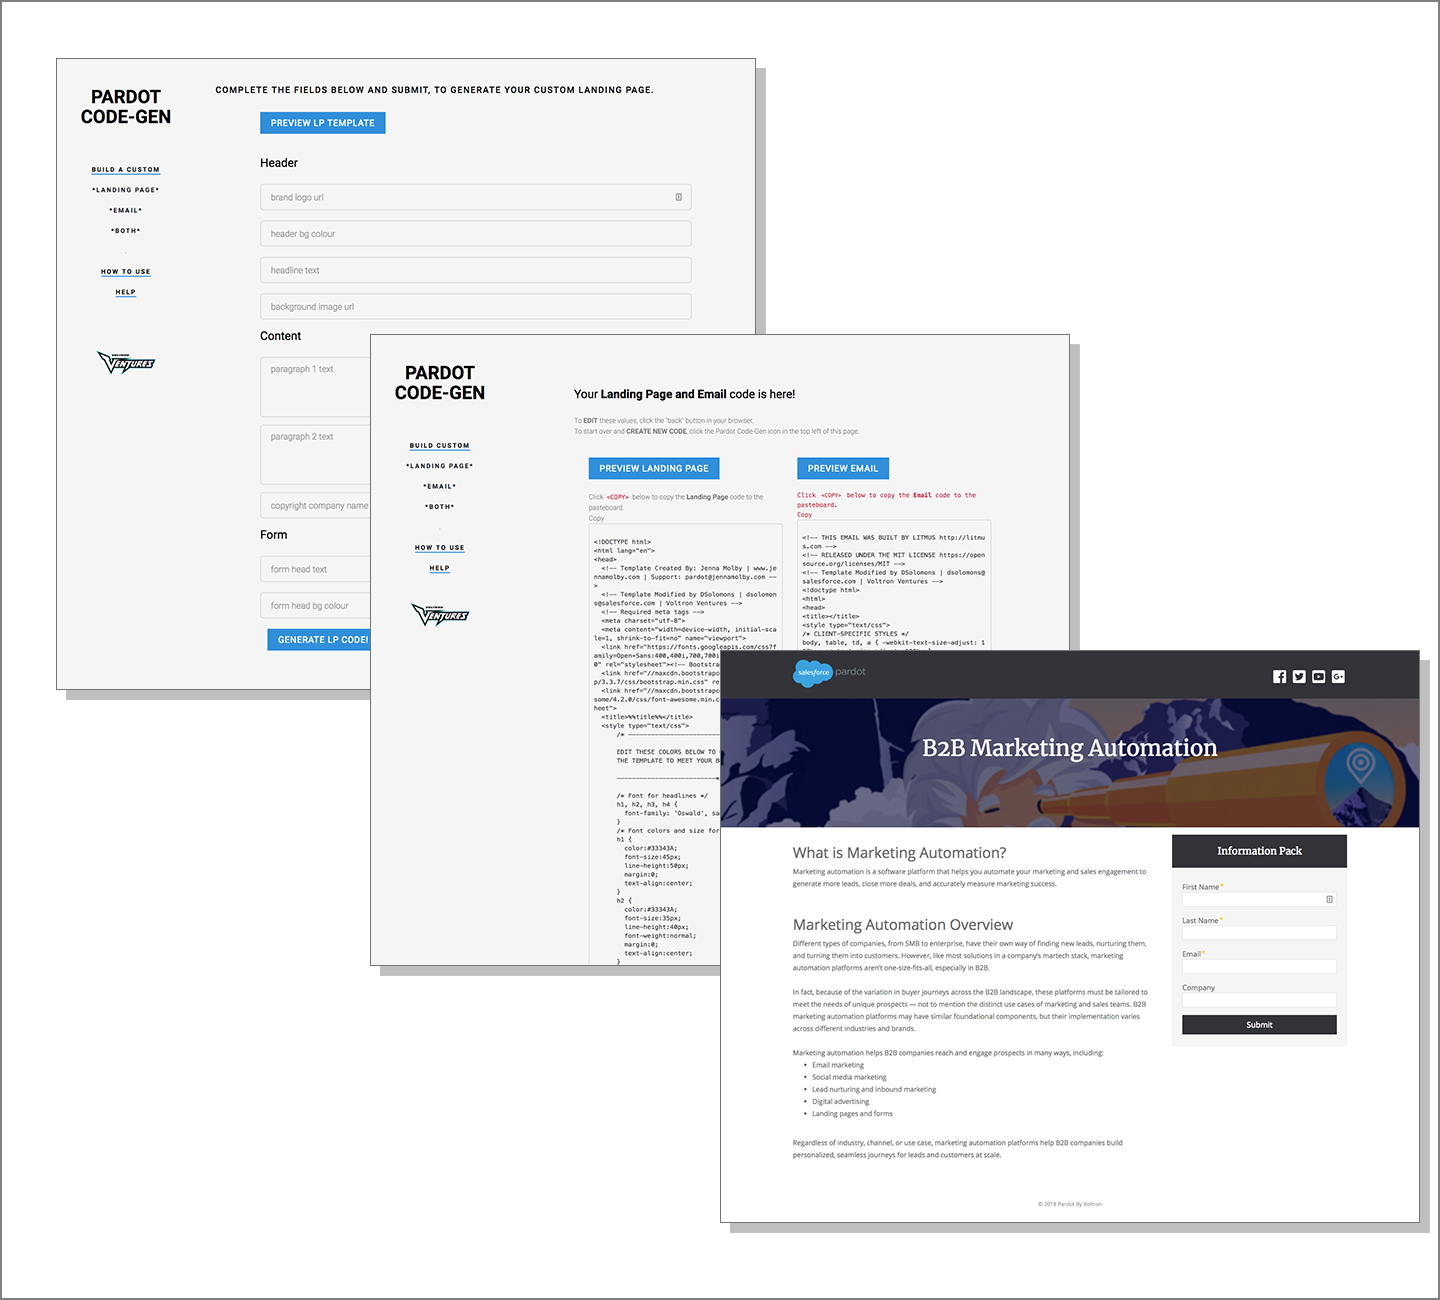 PARDOT
CODE-GEN
BUILD A CUSTOM
*LANDING PAGE*
*EMAIL*
*BOTH*
HOW TO USE
HELP
VOLTRON
VENTURES
COMPLETE THE FIELDS BELOW AND SUBMIT, TO GENERATE YOUR CUSTOM LANDING PAGE.
PREVIEW LP TEMPLATE
Header
brand logo url
header bg colour
headline text
background image url
Content
paragraph 1 text
paragraph 2 text
copyright company name
Form
form head text
form head bg colour
GENERATE LP CODE!
PARDOT
CODE-GEN
BUILD CUSTOM
*LANDING PAGE*
*EMAIL*
*BOTH*
HOW TO USE
HELP
VOLTRON
VENTURES
Your Landing Page and Email code is here!
To EDIT these values, click the "back" button in your browser.
To start over and CREATE NEW CODE, click the Pardot Code-Gen icon in the top left of this page.
PREVIEW LANDING PAGE
Click <COPY> below to copy the Landing Page code to the
pasteboard.
Copy
<!DOCTYPE html>
<html lang="en">
<head>
<!-- Template Created By: Jenna Molby | www.je
nnamolby.com | Support: pardot@jennamolby.com --
>
<!-- Template Modified by DSolomons | dsolomon
s@salesforce.com | Voltron Ventures -->
<!-- Required meta tags -->
<meta charset="utf-8">
<meta content="width=device-width, initial-sca
le=1, shrink-to-fit=no" name="viewport">
<link href="https://fonts.googleapis.com/css?f
amily=Open+Sans:400,400i,700,700i
0" rel="stylesheet"><!-- Bootstra
<link href="//maxcdn.bootstrapc
p/3.3.7/css/bootstrap.min.css" re
<link href="//maxcdn.bootstrapc
some/4.2.0/css/font-awesome.min.c
heet">
<title>%%title%%</title>
<style type="text/css">
/* --------------------
EDIT THESE COLORS BELOW TO
THE TEMPLATE TO MEET YOUR B
-----------------------*
/* Font for headlines */
h1, h2, h3, h4 {
font-family: 'Oswald', sa
}
/* Font colors and size for
h1 {
color:#33343A;
font-size:45px;
line-height:50px;
margin:0;
text-align:center;
}
h2 {
color:#33343A;
font-size:35px;
line-height:40px;
font-weight:normal;
margin:0;
text-align:center;
}
PREVIEW EMAIL
Click <COPY> below to copy the Email code to the
pasteboard.
Copy
<!-- THIS EMAIL WAS BUILT BY LITMUS http://litmu
s.com -->
<!-- RELEASED UNDER THE MIT LICENSE https://open
source.org/licenses/MIT -->
<!-- Template Modified by DSolomons | dsolomons@
salesforce.com | Voltron Ventures -->
<!doctype html>
<html>
<head>
<title></title>
<style type="text/css">
/* CLIENT-SPECIFIC STYLES */
body, table, td, a { -webkit-text-size-adjust: 1
salesforce pardot
B2B Marketing Automation
What is Marketing Automation?
Marketing automation is a software platform that helps you automate your marketing and sales engagement to
generate more leads, close more deals, and accurately measure marketing success.
Marketing Automation Overview
Different types of companies, from SMB to enterprise, have their own way of finding new leads, nurturing them,
and turning them into customers. However, like most solutions in a company's martech stack, marketing
automation platforms aren't one-size-fits-all, especially in B2B.
In fact, because of the variation in buyer journeys across the B2B landscape, these platforms must be tailored to
meet the needs of unique prospects — not to mention the distinct use cases of marketing and sales teams. B2B
marketing automation platforms may have similar foundational components, but their implementation varies
across different industries and brands.
Marketing automation helps B2B companies reach and engage prospects in many ways, including:
• Email marketing
• Social media marketing
• Lead nurturing and inbound marketing
• Digital advertising
• Landing pages and forms
Regardless of industry, channel, or use case, marketing automation platforms help B2B companies build
personalized, seamless journeys for leads and customers at scale.
Information Pack
First Name*
Last Name*
Email*
Company
Submit
© 2018 Pardot By Voltron